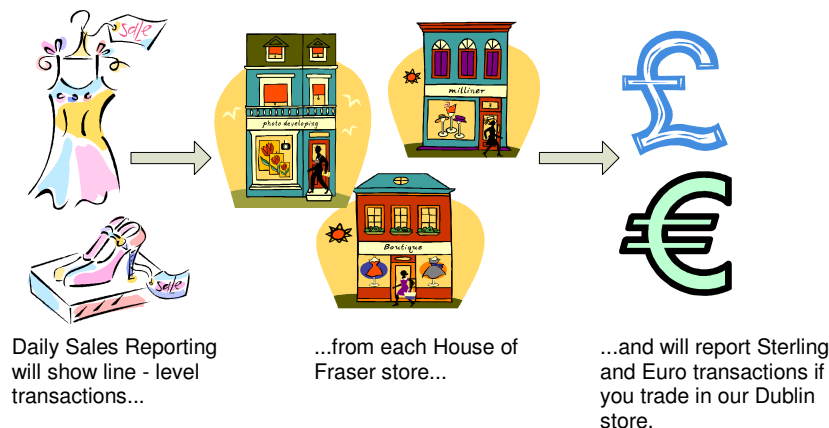 sale
photo developing
milliner
Boutique
sale
Daily Sales Reporting
will show line - level
transactions...
...from each House of
Fraser store...
...and will report Sterling
and Euro transactions if
you trade in our Dublin
store.
£
€